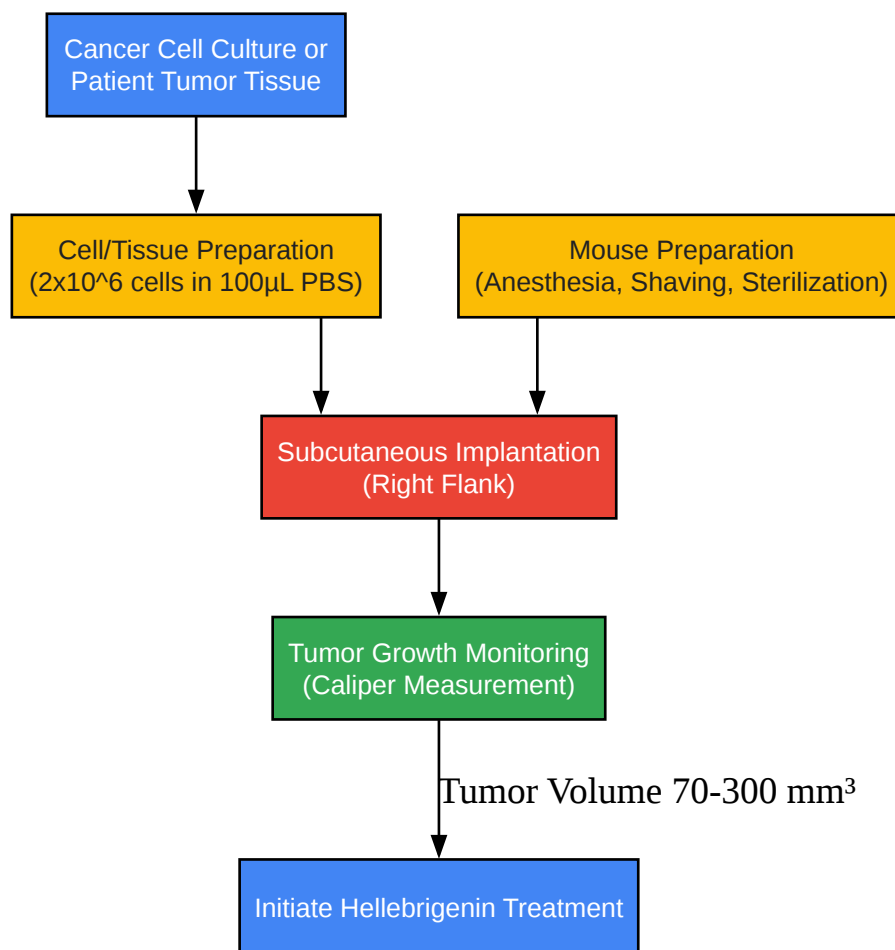 Cancer Cell Culture or
Patient Tumor Tissue
Cell/Tissue Preparation
(2x10^6 cells in 100µL PBS)
Mouse Preparation
(Anesthesia, Shaving, Sterilization)
Subcutaneous Implantation
(Right Flank)
Tumor Growth Monitoring
(Caliper Measurement)
Tumor Volume 70-300 mm³
Initiate Hellebrigenin Treatment